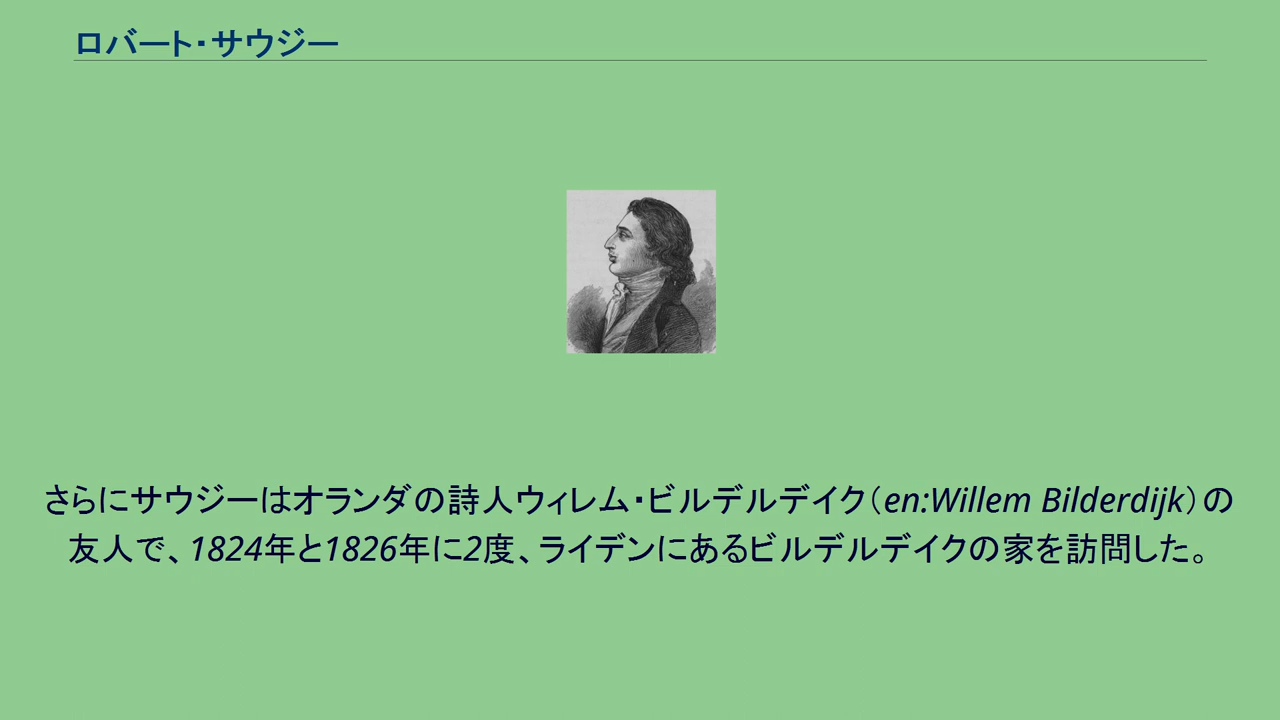 ロバート・サウジー
さらにサウジーはオランダの詩人ウィレム・ビルデルデイク（en:Willem Bilderdijk）の
友人で、1824年と1826年に2度、ライデンにあるビルデルデイクの家を訪問した。